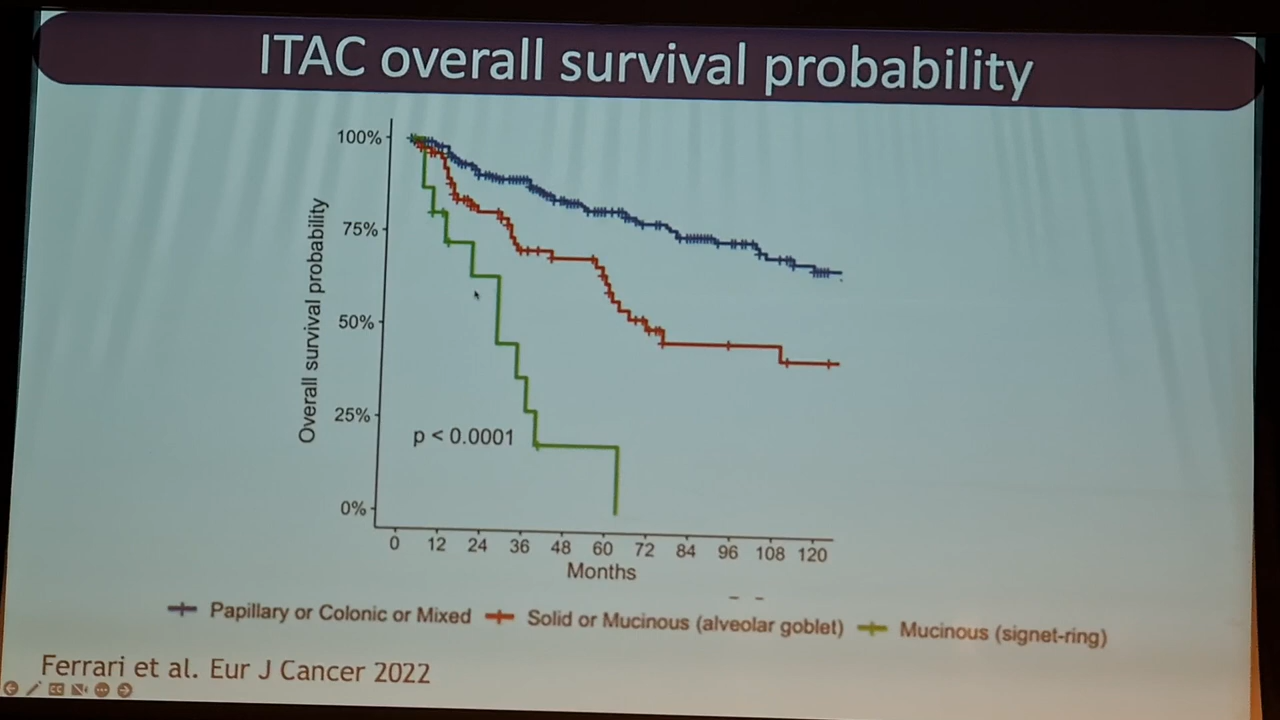 ITAC overall survival probability
100%
75%
50%
25%
0%
Overall survival probability
p < 0.0001
0 12 24 36 48 60 72 84 96 108 120
Months
Papillary or Colonic or Mixed Solid or Mucinous (alveolar goblet) Mucinous (signet-ring)
Ferrari et al. Eur J Cancer 2022